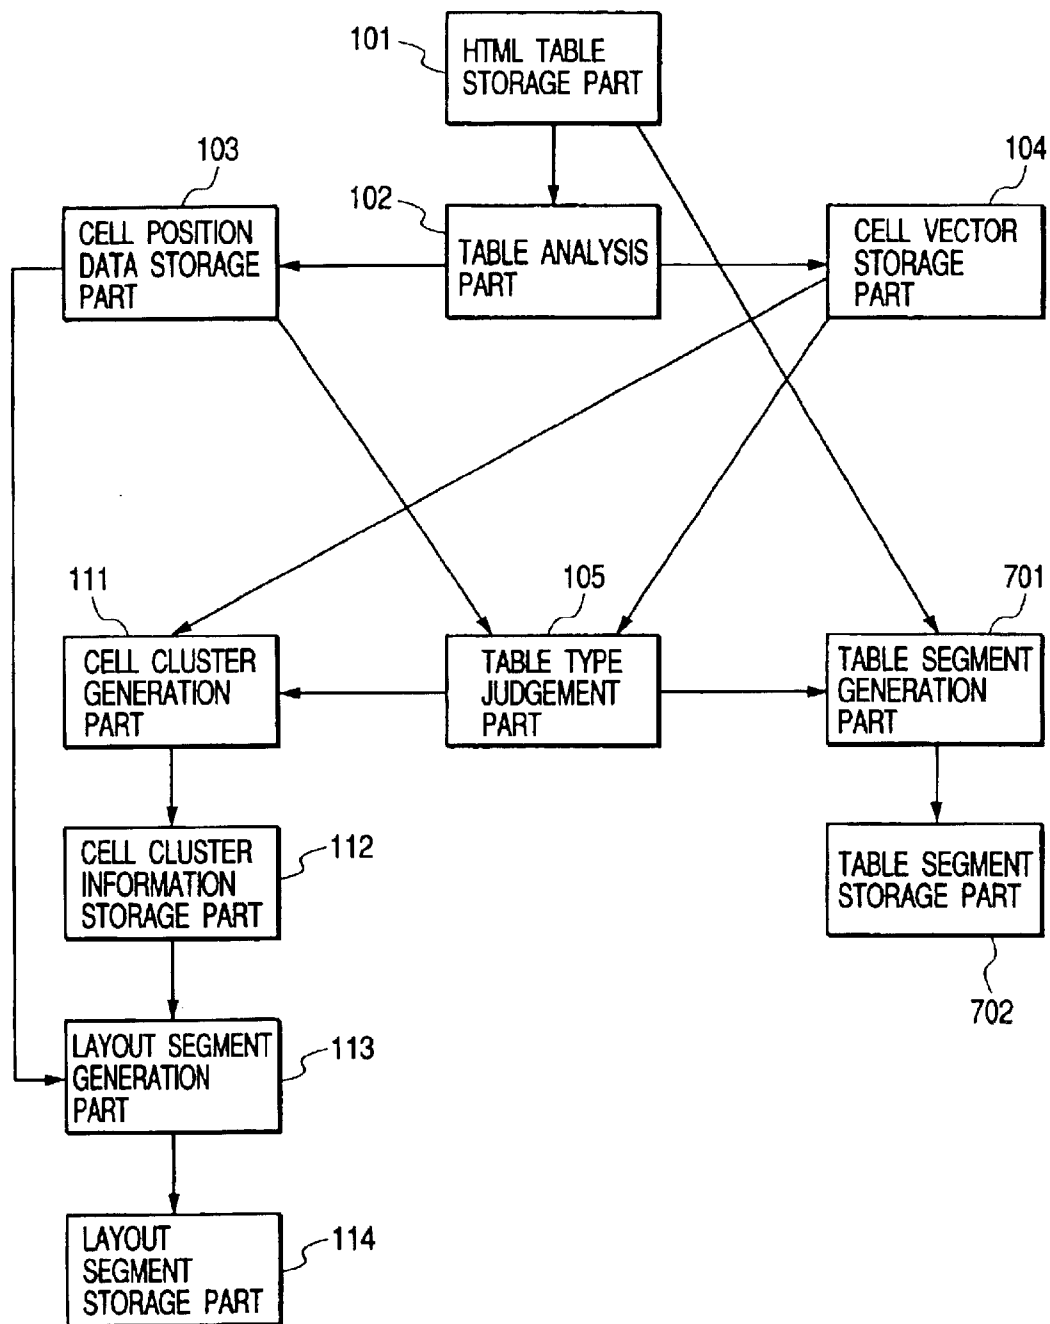 101
HTML TABLE
STORAGE PART
103
CELL POSITION
DATA STORAGE
PART
102
TABLE ANALYSIS
PART
104
CELL VECTOR
STORAGE
PART
111
CELL CLUSTER
GENERATION
PART
105
TABLE TYPE
JUDGEMENT
PART
701
TABLE SEGMENT
GENERATION
PART
CELL CLUSTER
INFORMATION
STORAGE PART
112
TABLE SEGMENT
STORAGE PART
702
LAYOUT SEGMENT
GENERATION
PART
113
LAYOUT
SEGMENT
STORAGE PART
114